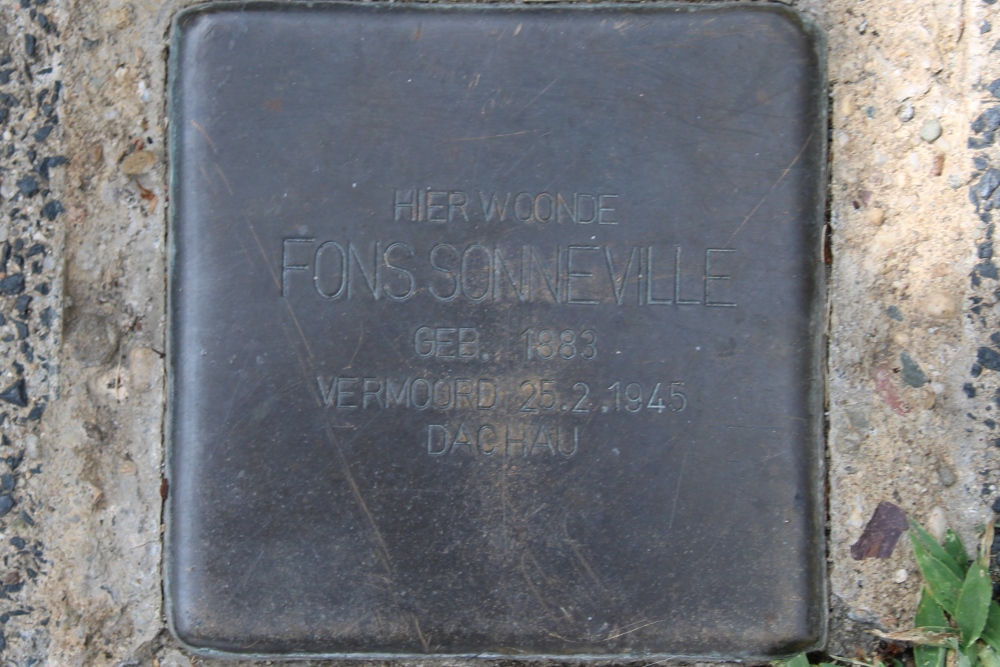 HIER WOONDE
FONS SONNEVILLE
GEB. 1883
VERMOORD 25.2.1945
DACHAU